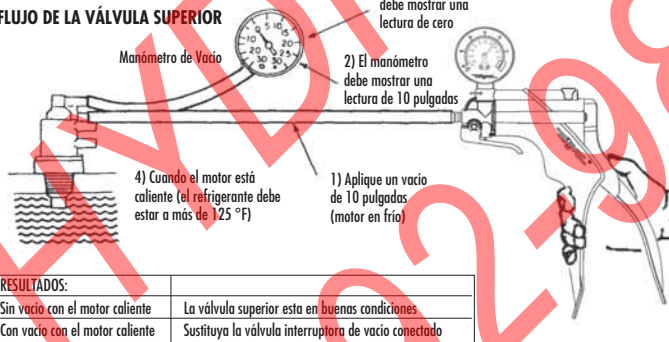 FLUJO DE LA VÁLVULA SUPERIOR
debe mostrar una
lectura de cero
Manómetro de Vacío
2) El manómetro
debe mostrar una
lectura de 10 pulgadas
4) Cuando el motor está
caliente (el refrigerante debe
estar a más de 125 °F)
1) Aplique un vacío
de 10 pulgadas
(motor en frío)
RESULTADOS:
Sin vacío con el motor caliente La válvula superior esta en buenas condiciones
Con vacío con el motor caliente Sustituya la válvula interruptora de vacío conectado